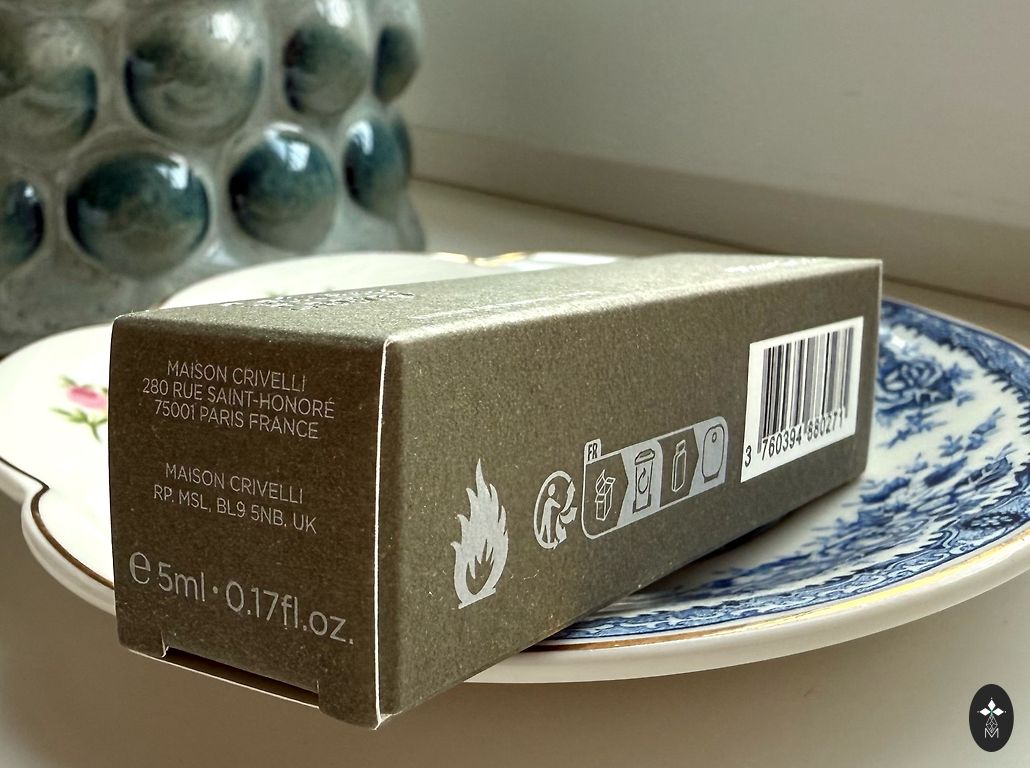 MAISON CRIVELLI
280 RUE SAINT-HONORÉ
75001 PARIS FRANCE
MAISON CRIVELLI
RP, MSL, BL9 5NB, UK
e 5ml · 0.17fl.oz.
FR
3 760394 680271
M